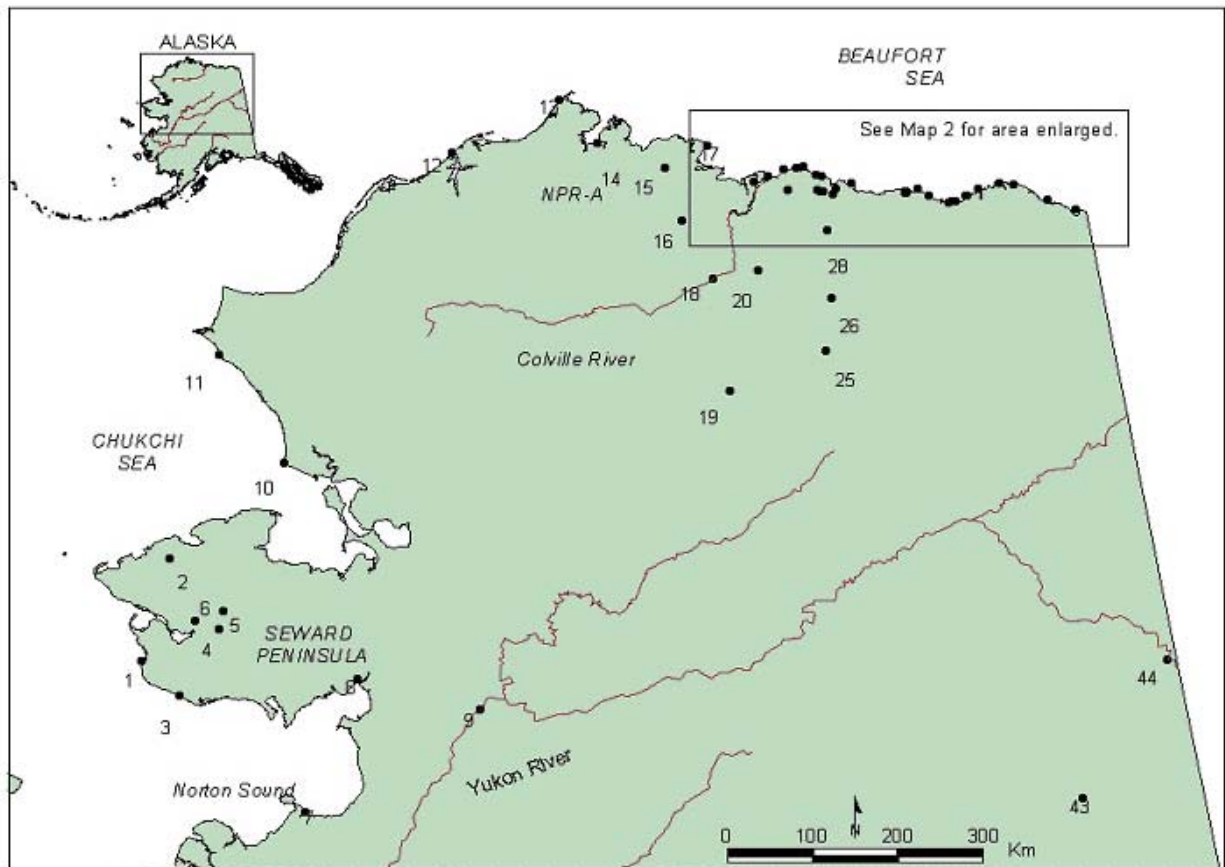 ALASKA
BEAUFORT
SEA
See Map 2 for area enlarged.
13
12
14
15
17
NPR-A
16
18
20
28
26
25
Colville River
11
19
CHUKCHI
SEA
10
2
6
5
4
SEWARD
PENINSULA
1
3
8
9
44
Yukon River
Norton Sound
43
N
0 100 200 300
Km